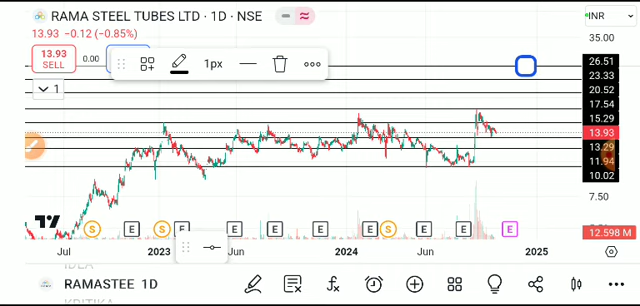 RAMA STEEL TUBES LTD · 1D · NSE
INR
13.93 −0.12 (−0.85%)
13.93
SELL
0.00
1px
1
35.00
26.51
23.33
20.52
17.54
15.29
13.93
13.29
11.94
10.02
7.50
12.598 M
S E S E E E E E S E E E
Jul 2023 Jun 2024 Jun 2025
RAMASTEE 1D
KRITIKA